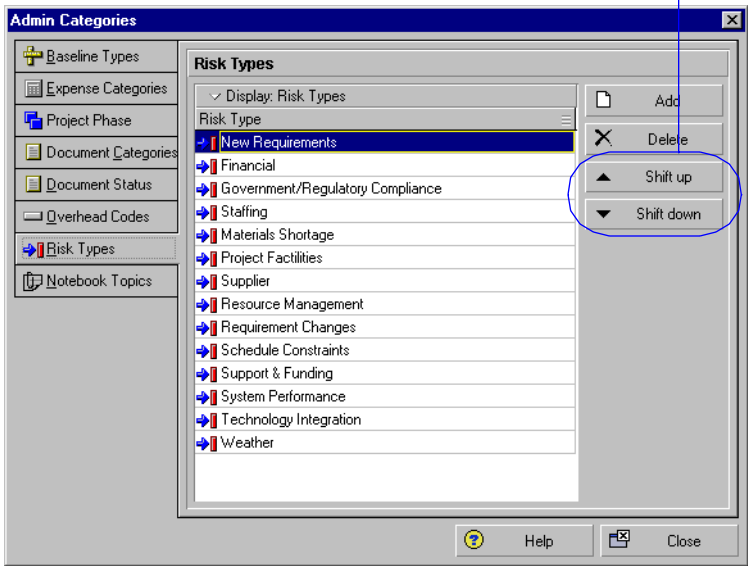 Admin Categories
Baseline Types
Expense Categories
Project Phase
Document Categories
Document Status
Overhead Codes
Risk Types
Notebook Topics
Risk Types
Display: Risk Types
Risk Type
New Requirements
Financial
Government/Regulatory Compliance
Staffing
Materials Shortage
Project Factilities
Supplier
Resource Management
Requirement Changes
Schedule Constraints
Support & Funding
System Performance
Technology Integration
Weather
Add
Delete
Shift up
Shift down
Help
Close